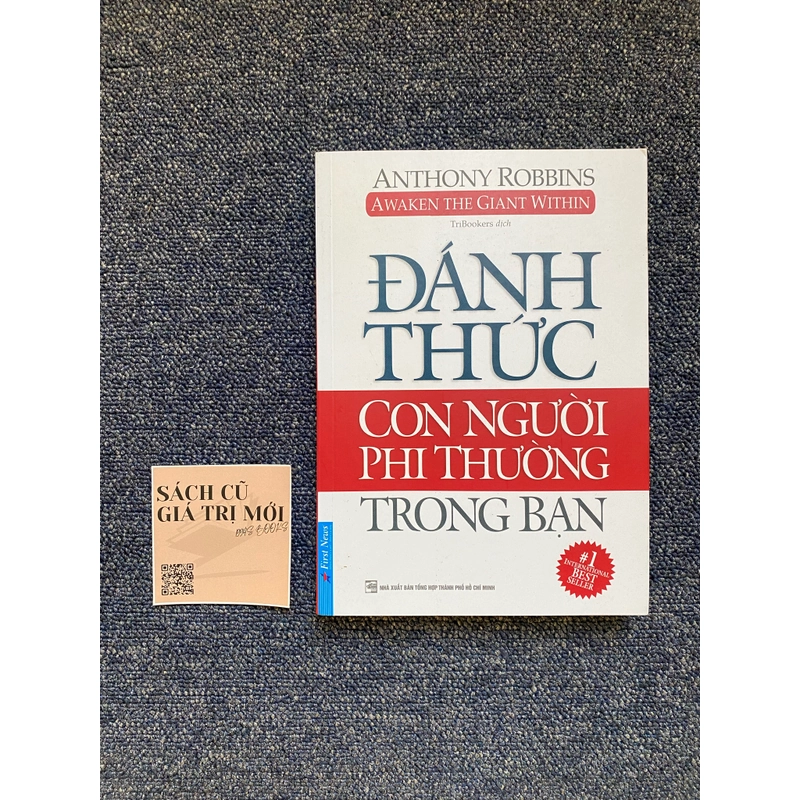 ANTHONY ROBBINS
AWAKEN THE GIANT WITHIN
TriBookers dịch
ĐÁNH
THỨC
CON NGƯỜI
PHI THƯỜNG
TRONG BẠN
First News
NHÀ XUẤT BẢN TỔNG HỢP THÀNH PHỐ HỒ CHÍ MINH
#1
INTERNATIONAL
BEST
SELLER
SÁCH CŨ
GIÁ TRỊ MỚI